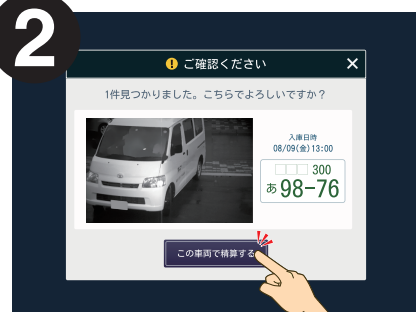 2
! ご確認ください ×
1件見つかりました。こちらでよろしいですか？
入庫日時
08/09(金)13:00
□□□ 300
あ 98-76
この車両で精算する